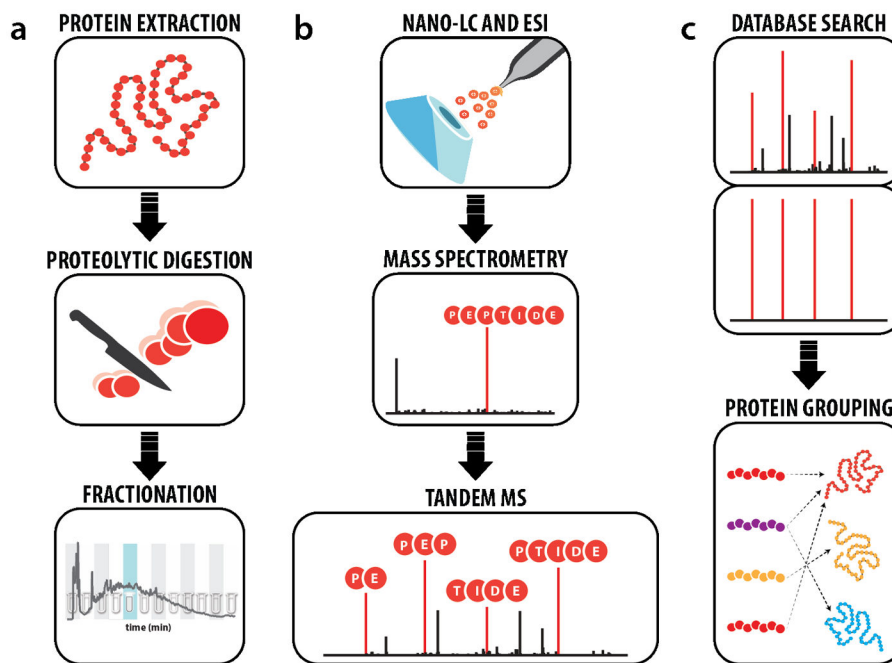 a
PROTEIN EXTRACTION
PROTEOLYTIC DIGESTION
FRACTIONATION
time (min)
b
NANO-LC AND ESI
MASS SPECTROMETRY
PEPTIDE
TANDEM MS
PE
PEP
TIDE
PTIDE
c
DATABASE SEARCH
PROTEIN GROUPING